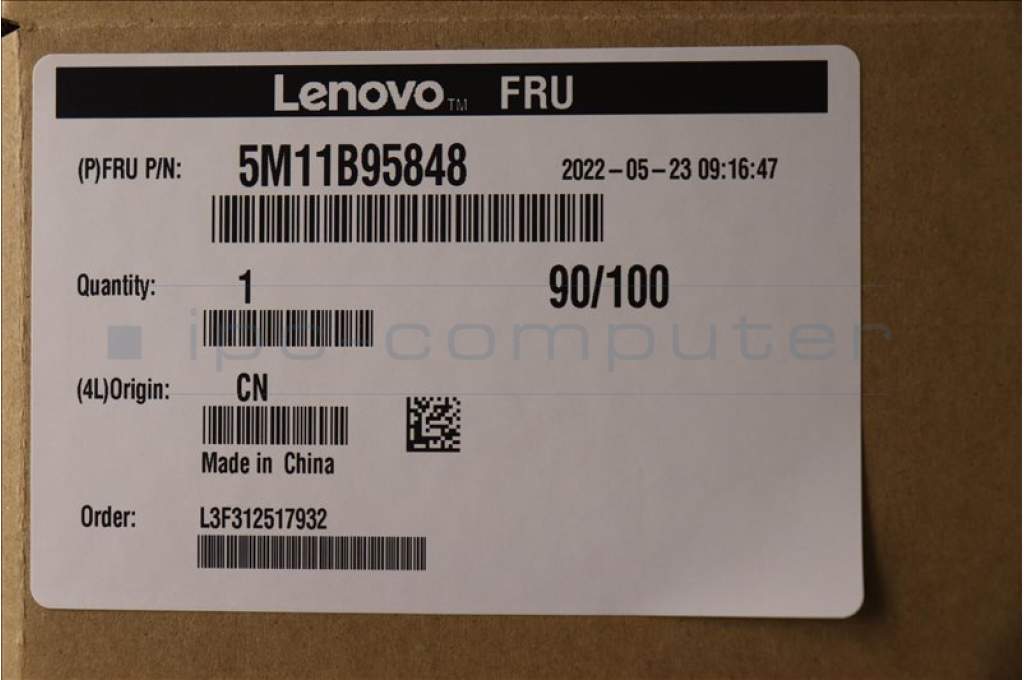 Lenovo™ FRU
(P)FRU P/N: 5M11B95848 2022-05-23 09:16:47
Quantity: 1 90/100
ipc-computer
(4L)Origin: CN
Made in China
Order: L3F312517932